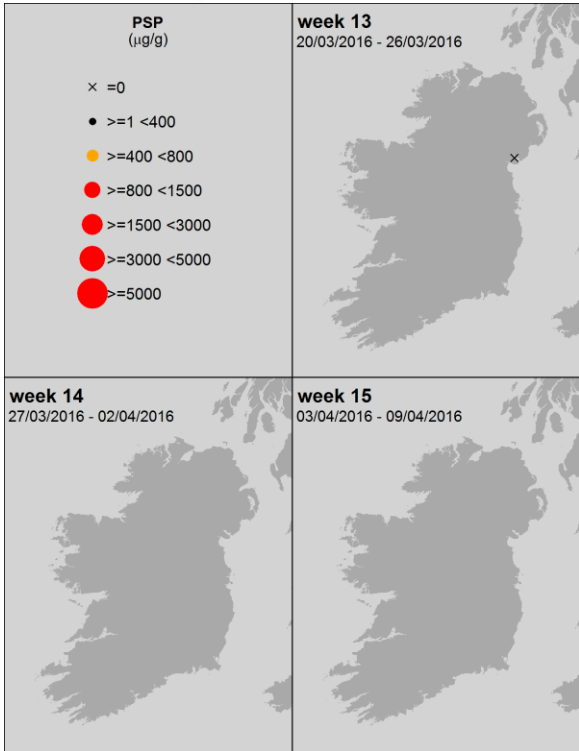 PSP
(µg/g)
=0
>=1 <400
>=400 <800
>=800 <1500
>=1500 <3000
>=3000 <5000
>=5000
week 13
20/03/2016 - 26/03/2016
week 14
27/03/2016 - 02/04/2016
week 15
03/04/2016 - 09/04/2016